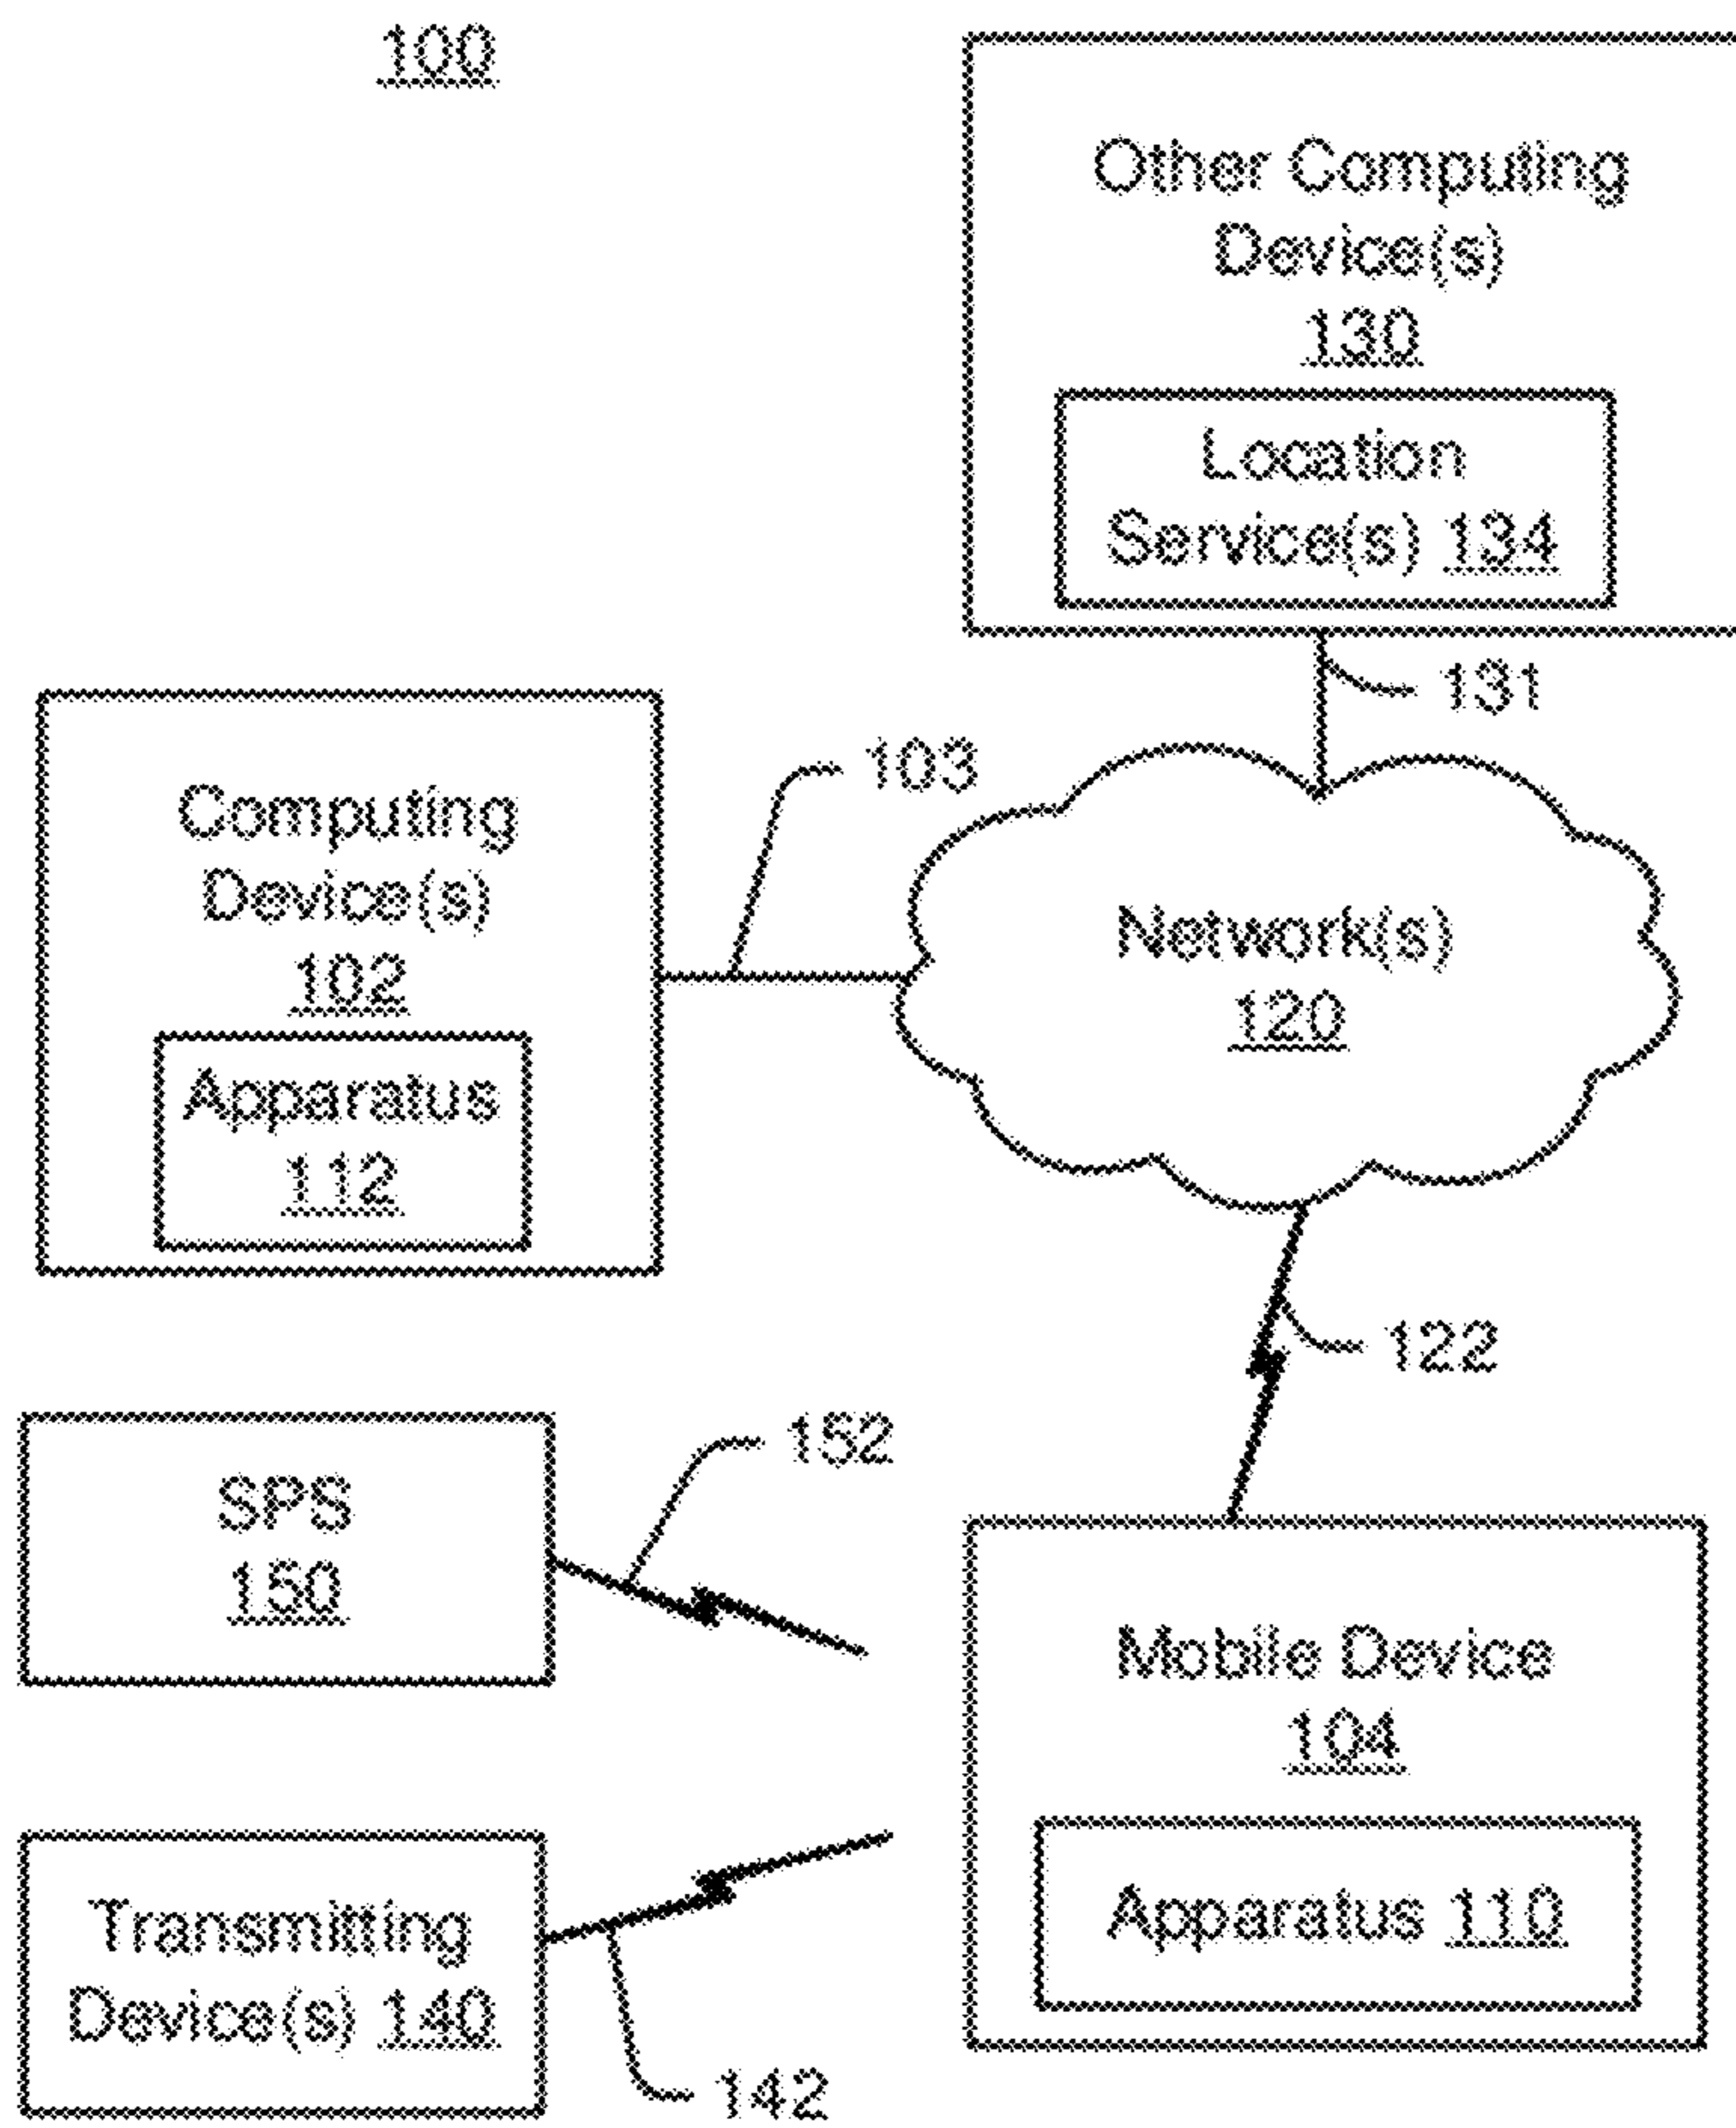 100
Other Computing
Device(s)
130
Location
Service(s) 134
131
103
Computing
Device(s)
102
Apparatus
112
Network(s)
120
122
152
SPS
150
Mobile Device
104
Apparatus 110
Transmitting
Device(s) 140
142